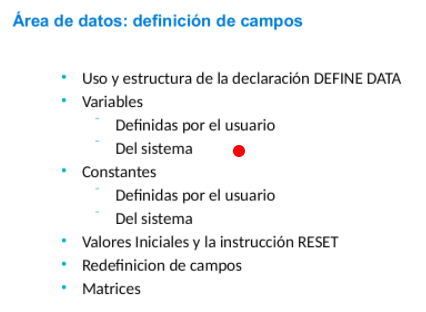 Área de datos: definición de campos
• Uso y estructura de la declaración DEFINE DATA
• Variables
- Definidas por el usuario
- Del sistema
• Constantes
- Definidas por el usuario
- Del sistema
• Valores Iniciales y la instrucción RESET
• Redefinicion de campos
• Matrices